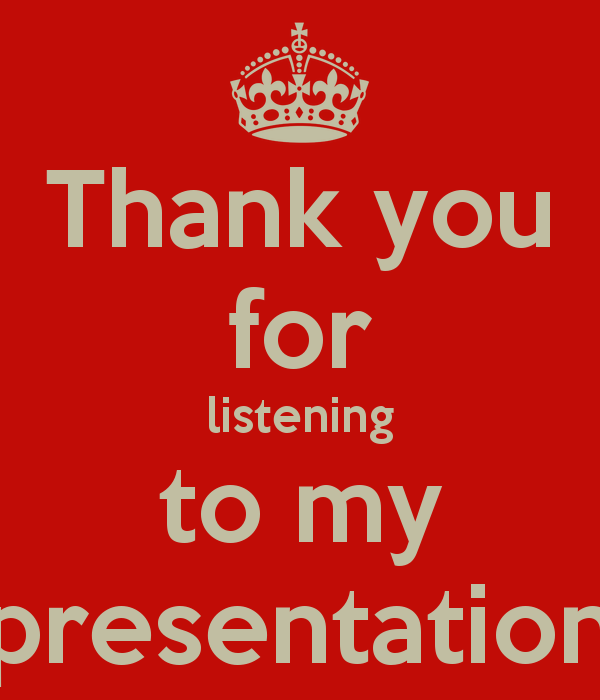 Thank you
for
listening
to my
presentation